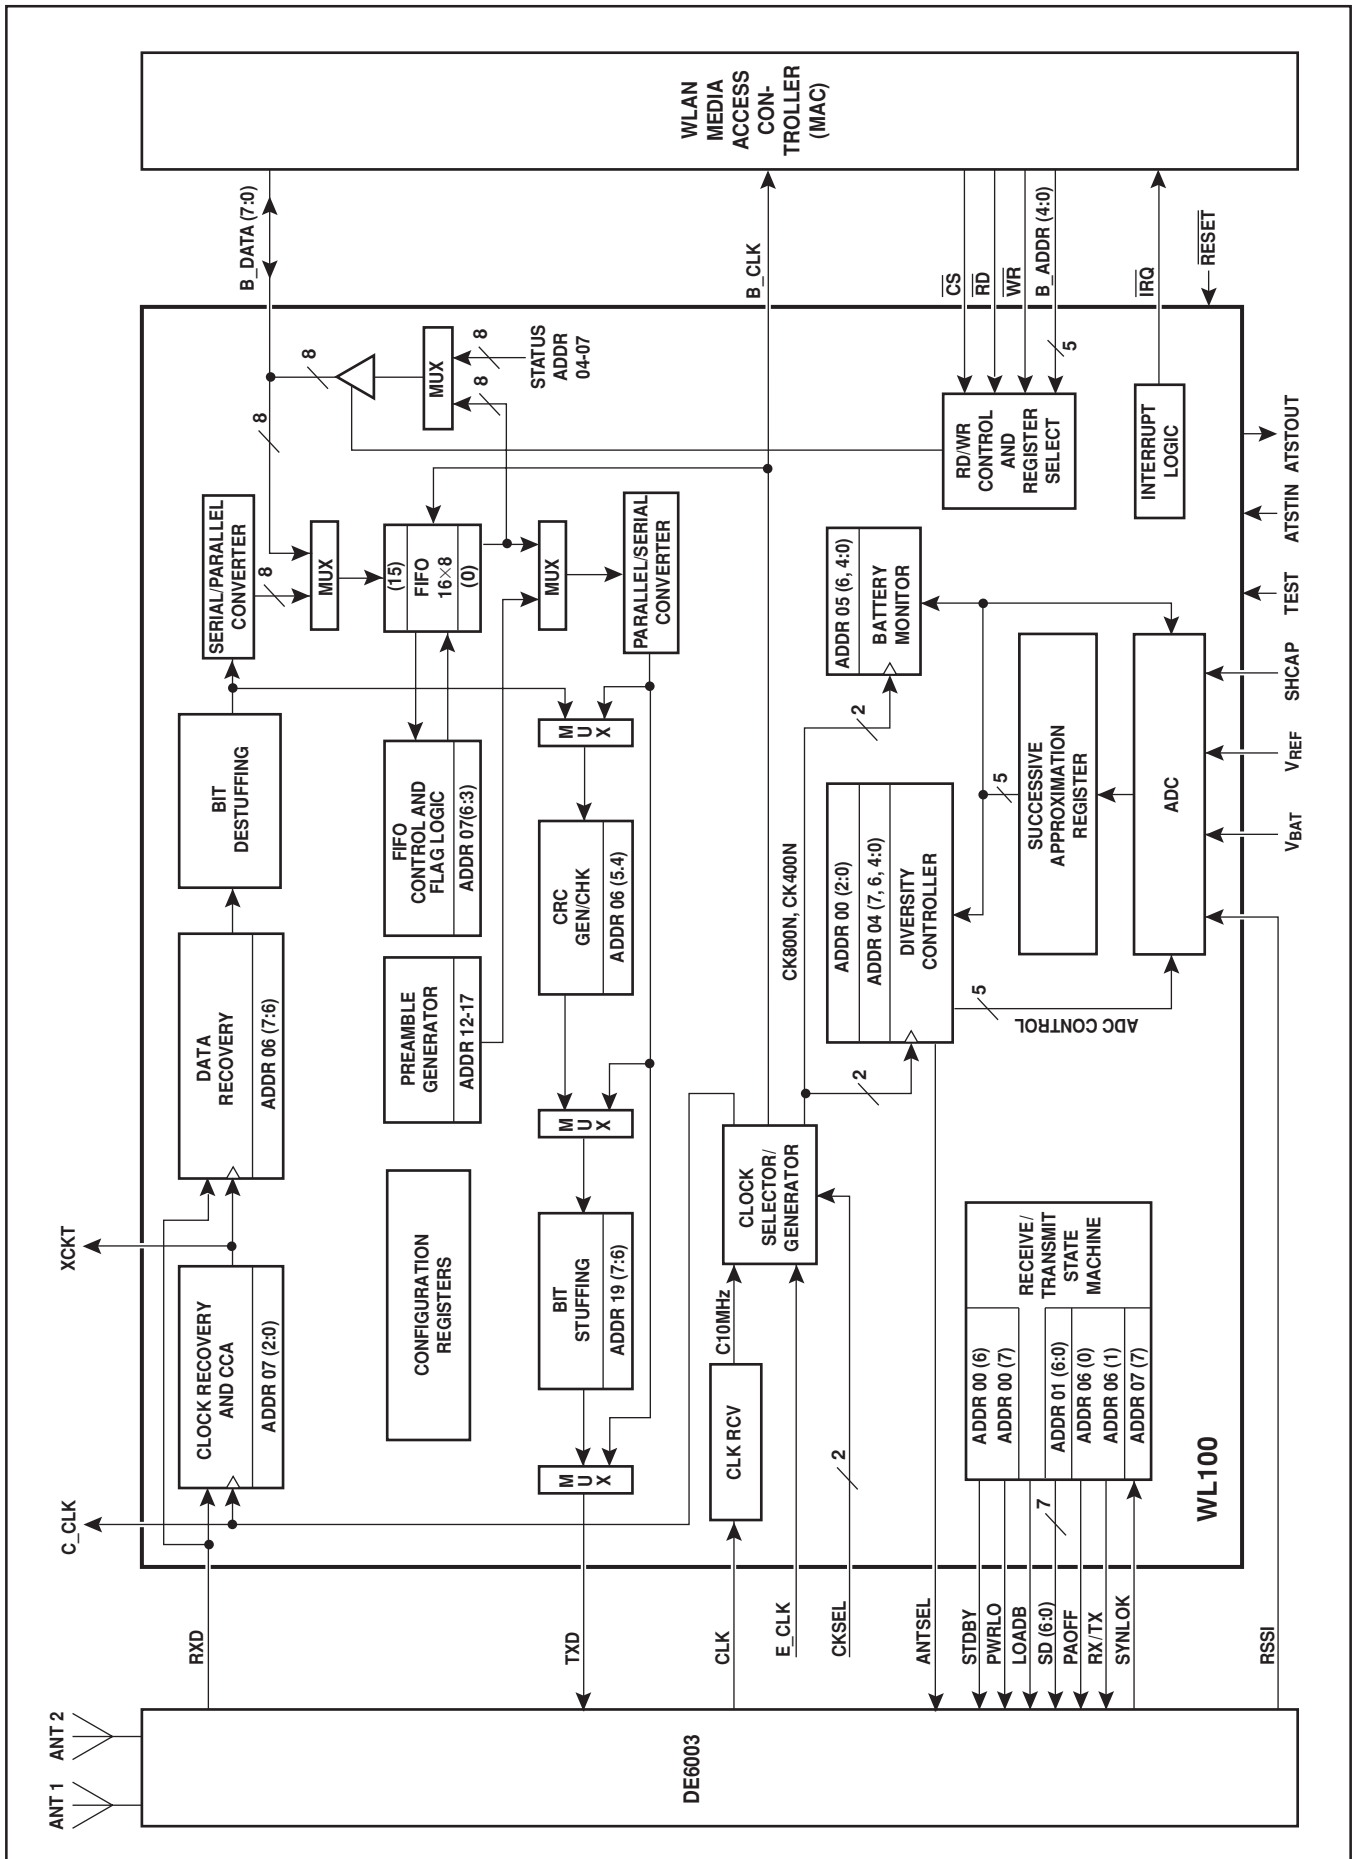 ANT 1
ANT 2
DE6003
RXD
TXD
CLK
E_CLK
CKSEL
ANTSEL
STDBY
PWRLO
LOADB
SD (6:0)
PAOFF
RX/TX
SYNLOK
RSSI
C_CLK
XCKT
CLOCK RECOVERY
AND CCA
ADDR 07 (2:0)
DATA
RECOVERY
ADDR 06 (7:6)
BIT
DESTUFFING
SERIAL/PARALLEL
CONVERTER
8
8
B_DATA (7:0)
8
MUX
CONFIGURATION
REGISTERS
PREAMBLE
GENERATOR
ADDR 12-17
FIFO
CONTROL AND
FLAG LOGIC
ADDR 07(6:3)
(15)
FIFO
16×8
(0)
MUX
8
8
STATUS
ADDR
04-07
MUX
PARALLEL/SERIAL
CONVERTER
M
U
X
BIT
STUFFING
ADDR 19 (7:6)
M
U
X
CRC
GEN/CHK
ADDR 06 (5.4)
M
U
X
CLK RCV
C10MHz
CLOCK
SELECTOR/
GENERATOR
2
CK800N, CK400N
2
2
B_CLK
ADDR 00 (2:0)
ADDR 04 (7, 6, 4:0)
DIVERSITY
CONTROLLER
ADDR 05 (6, 4:0)
BATTERY
MONITOR
5
ADC CONTROL
5
SUCCESSIVE
APPROXIMATION
REGISTER
ADC
RD/WR
CONTROL
AND
REGISTER
SELECT
CS
RD
WR
B_ADDR (4:0)
5
INTERRUPT
LOGIC
IRQ
RESET
ADDR 00 (6)
ADDR 00 (7)
ADDR 01 (6:0)
ADDR 06 (0)
ADDR 06 (1)
ADDR 07 (7)
RECEIVE/
TRANSMIT
STATE
MACHINE
7
WL100
VBAT
VREF
SHCAP
TEST
ATSTIN
ATSTOUT
WLAN
MEDIA
ACCESS
CON-
TROLLER
(MAC)